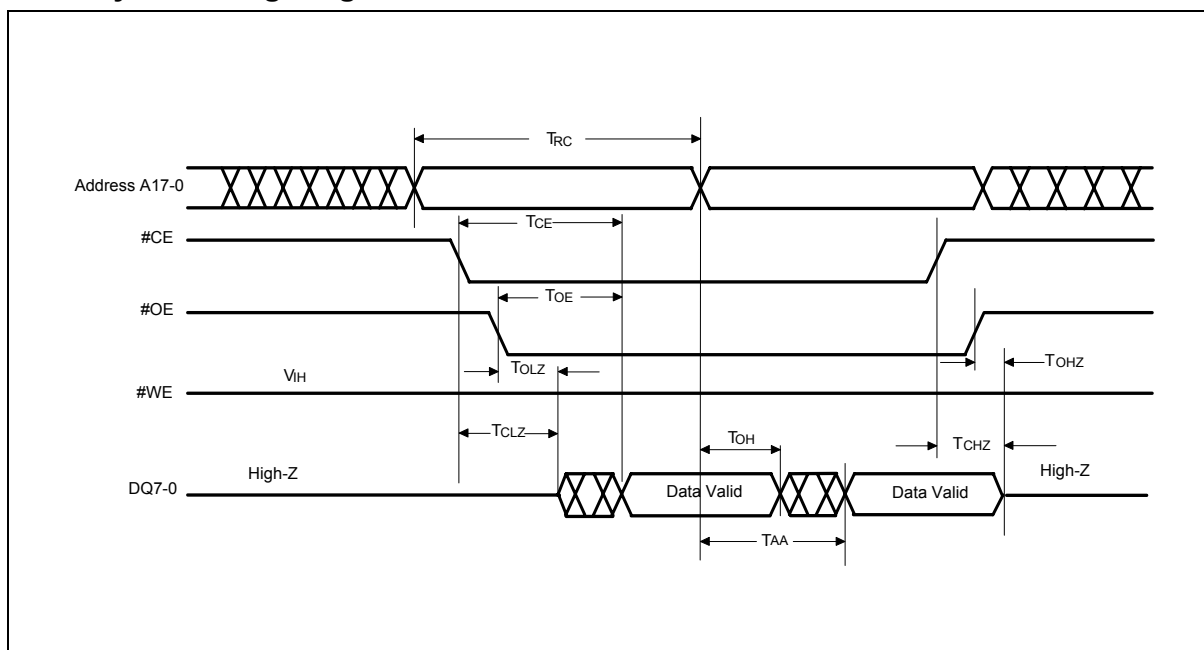 TRC
Address A17-0
TCE
#CE
TOE
#OE
TOLZ
TOHZ
VIH
#WE
TCLZ
TOH
TCHZ
High-Z
High-Z
DQ7-0
Data Valid
Data Valid
TAA